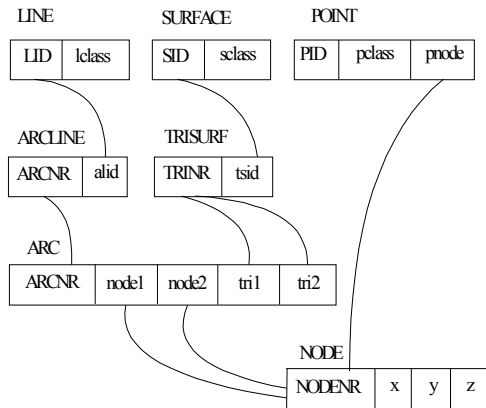 LINE SURFACE POINT
LID lclass SID sclass PID pclass pnode
ARCLINE TRISURF
ARCNR alid TRINR tsid
ARC
ARCNR node1 node2 tri1 tri2
NODE
NODENR x y z